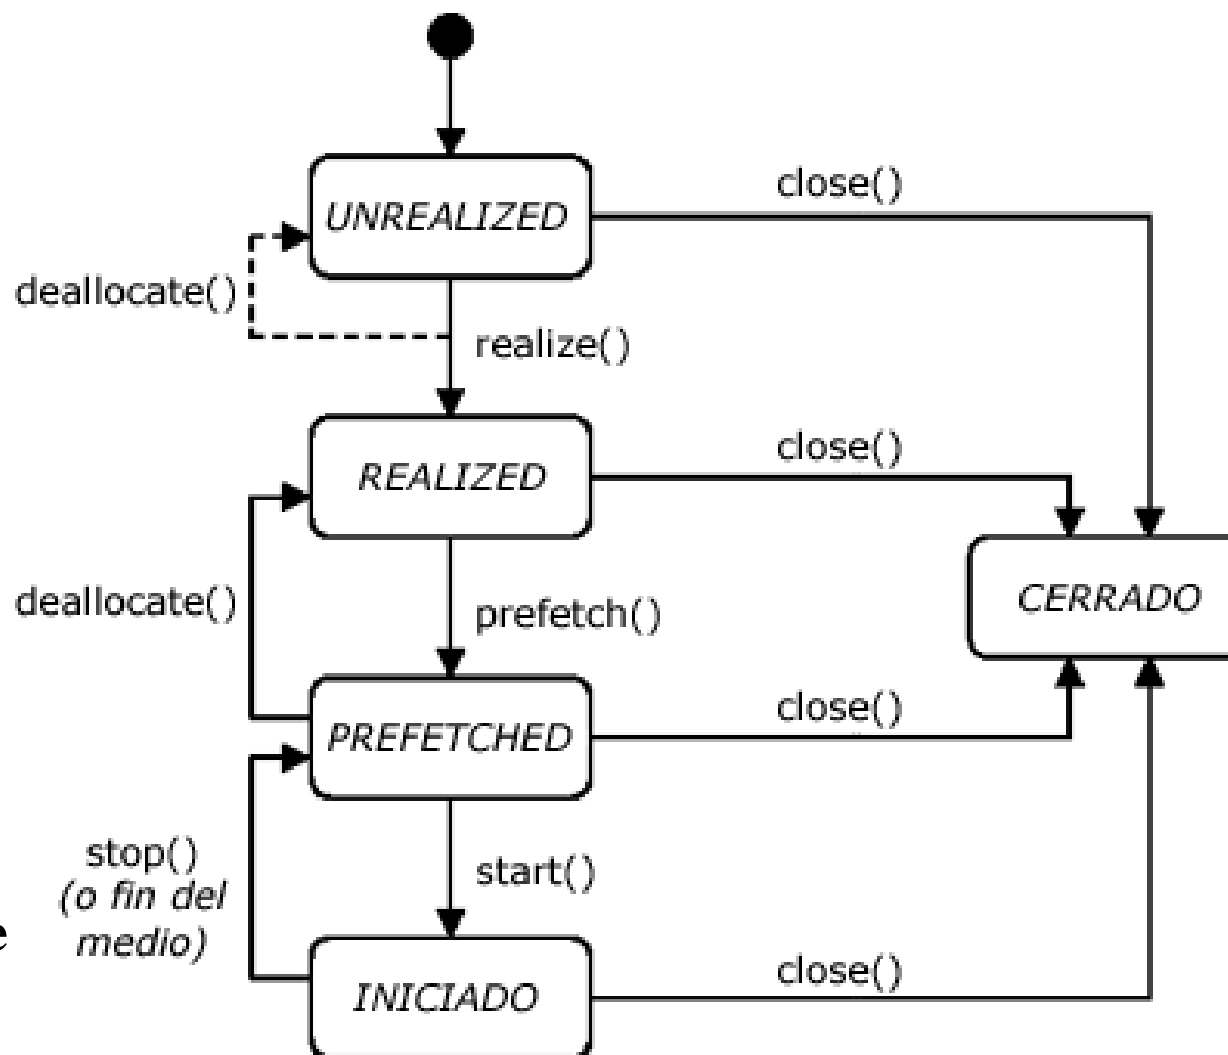 close()
UNREALIZED
deallocate()
realize()
close()
REALIZED
deallocate()
prefetch()
CERRADO
close()
PREFETCHED
stop()
(o fin del
medio)
start()
e
close()
INICIADO